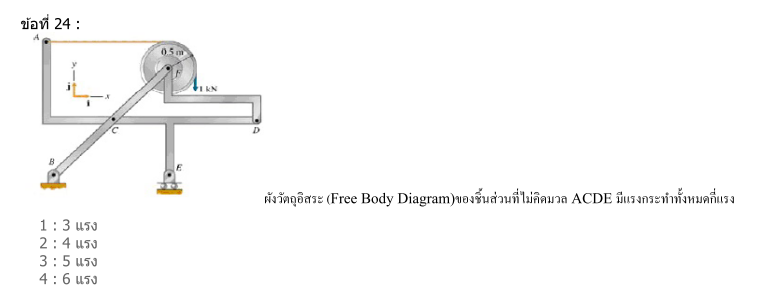 ข้อที่ 24 :
A
0.5 m
F
y
j
1 kN
x
i
C
D
B
E
ผังวัตถุอิสระ (Free Body Diagram)ของชิ้นส่วนที่ไม่คิดมวล ACDE มีแรงกระทำทั้งหมดกี่แรง
1 : 3 แรง
2 : 4 แรง
3 : 5 แรง
4 : 6 แรง